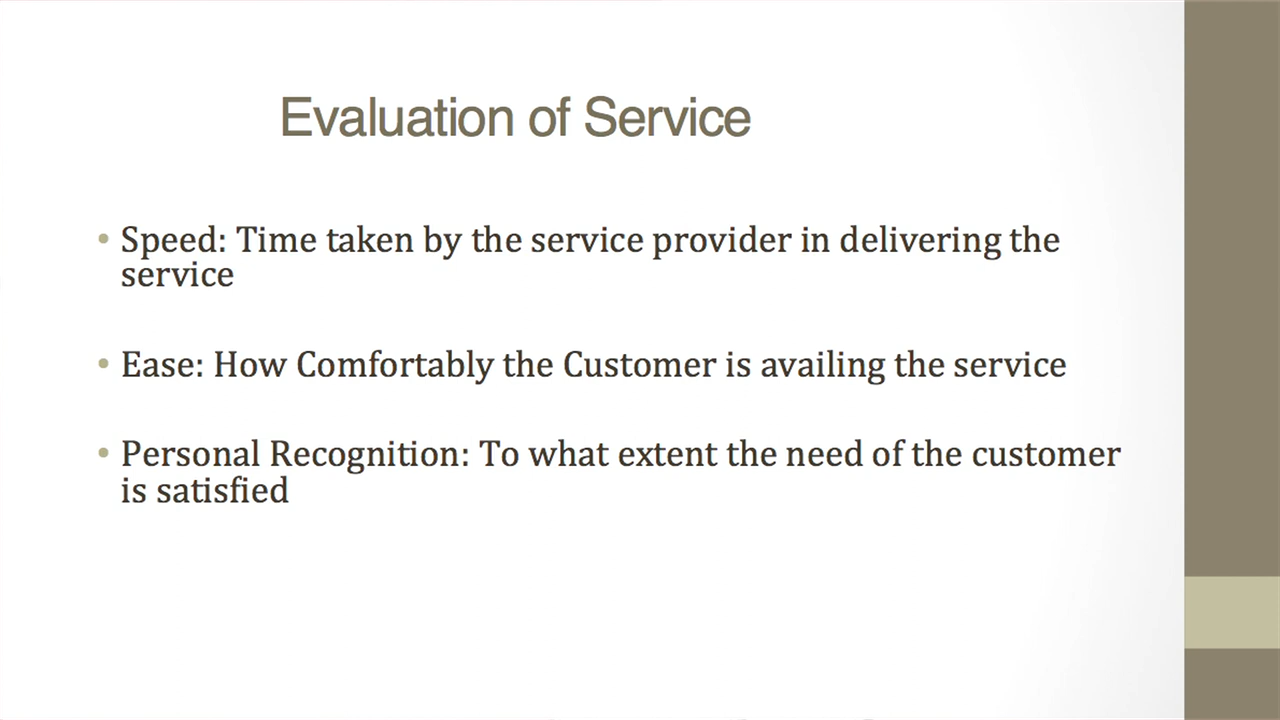 Evaluation of Service
• Speed: Time taken by the service provider in delivering the
service
• Ease: How Comfortably the Customer is availing the service
• Personal Recognition: To what extent the need of the customer
is satisfied